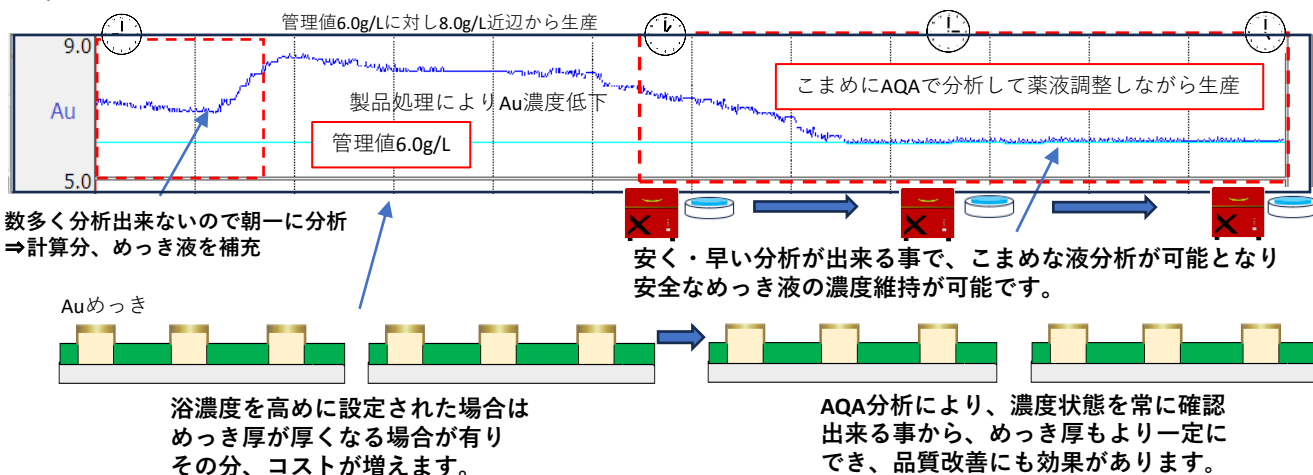 管理値6.0g/Lに対し8.0g/L近辺から生産
9.0
Au
5.0
製品処理によりAu濃度低下
管理値6.0g/L
こまめにAQAで分析して薬液調整しながら生産
数多く分析出来ないので朝一に分析
⇒計算分、めっき液を補充
安く・早い分析が出来る事で、こまめな液分析が可能となり
安全なめっき液の濃度維持が可能です。
Auめっき
浴濃度を高めに設定された場合は
めっき厚が厚くなる場合が有り
その分、コストが増えます。
AQA分析により、濃度状態を常に確認
出来る事から、めっき厚もより一定に
でき、品質改善にも効果があります。